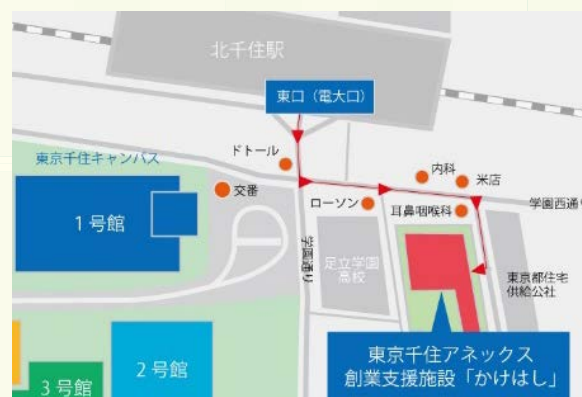 北千住駅
東口（電大口）
ドトール
東京千住キャンパス
内科
米店
交番
ローソン
耳鼻咽喉科
学園西通り
1号館
学園通り
足立学園
高校
東京都住宅
供給公社
2号館
3号館
東京千住アネックス
創業支援施設「かけはし」